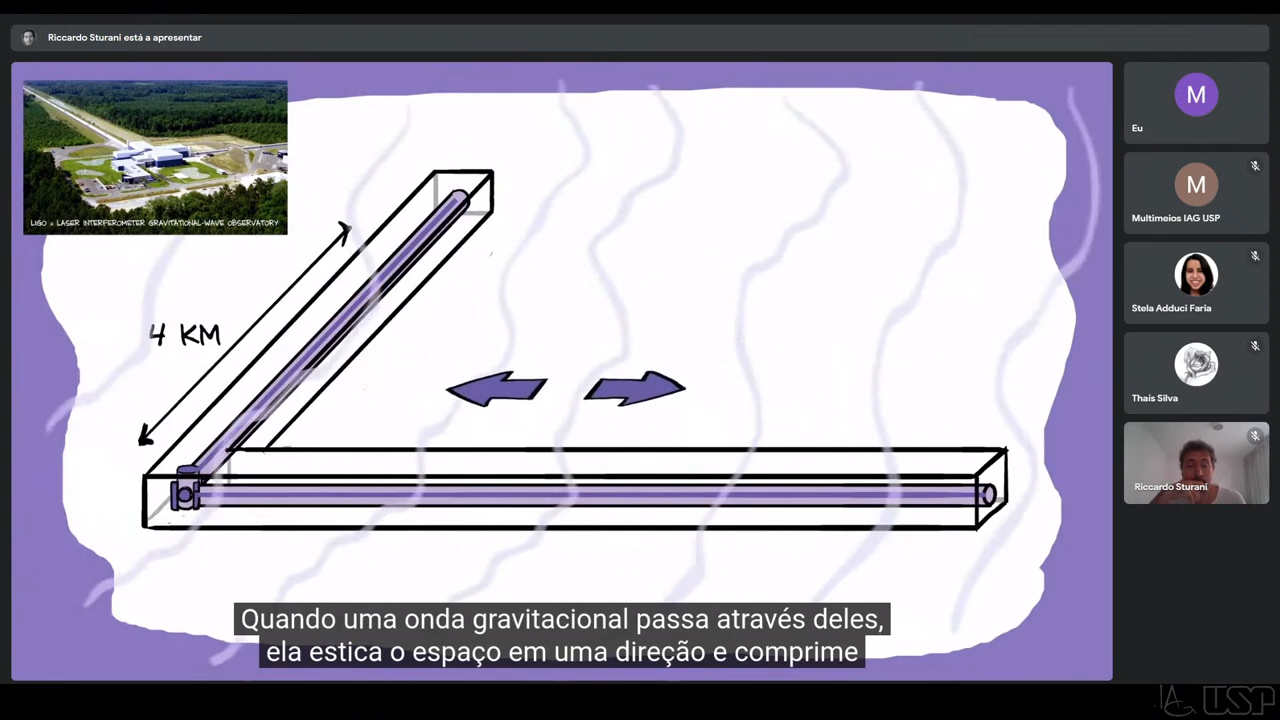 Riccardo Sturani está a apresentar
LIGO = LASER INTERFEROMETER GRAVITATIONAL-WAVE OBSERVATORY
4 KM
Quando uma onda gravitacional passa através deles,
ela estica o espaço em uma direção e comprime
M
Eu
M
Multimeios IAG USP
Stela Adduci Faria
Thaís Silva
Riccardo Sturani
USP